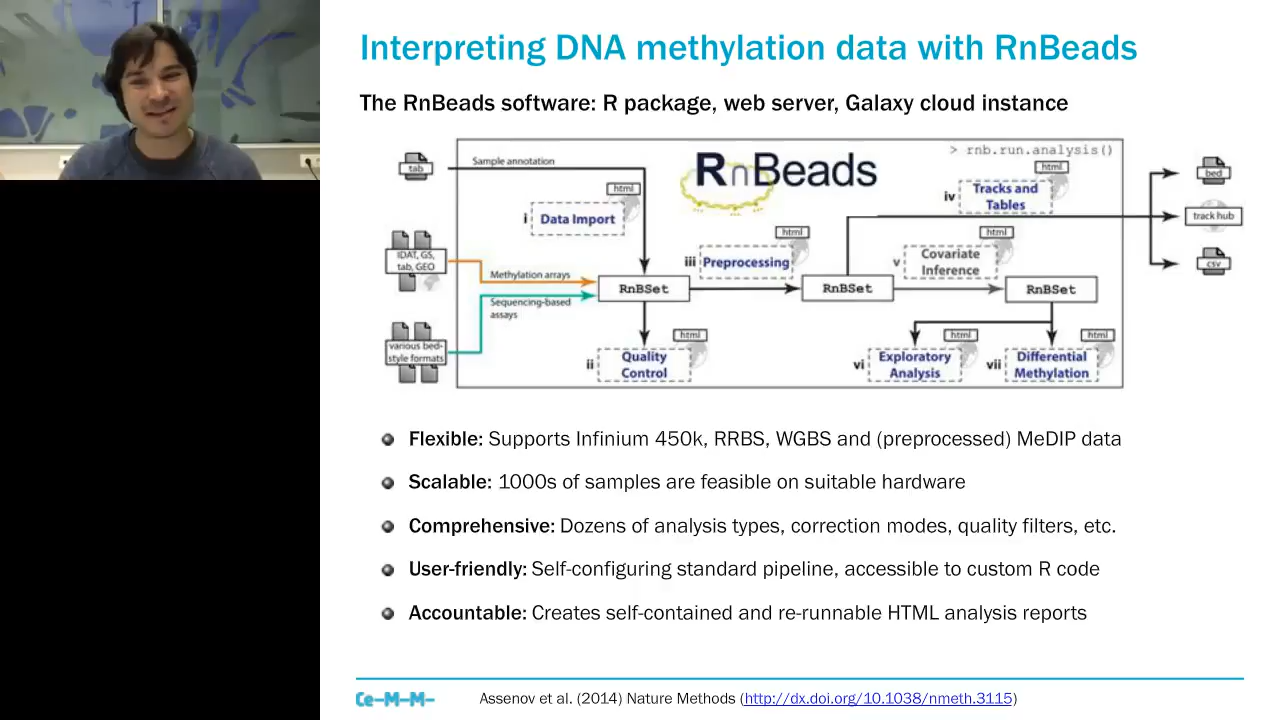 Interpreting DNA methylation data with RnBeads
The RnBeads software: R package, web server, Galaxy cloud instance
tab
Sample annotation
RnBeads
> rnb.run.analysis()
html
i
Data Import
html
iv
Tracks and
Tables
bed
track hub
csv
IDAT, GS,
tab, GEO
Methylation arrays
Sequencing-based
assays
RnBSet
html
iii
Preprocessing
RnBSet
html
v
Covariate
Inference
RnBSet
various bed-
style formats
html
ii
Quality
Control
html
vi
Exploratory
Analysis
html
vii
Differential
Methylation
Flexible: Supports Infinium 450k, RRBS, WGBS and (preprocessed) MeDIP data
Scalable: 1000s of samples are feasible on suitable hardware
Comprehensive: Dozens of analysis types, correction modes, quality filters, etc.
User-friendly: Self-configuring standard pipeline, accessible to custom R code
Accountable: Creates self-contained and re-runnable HTML analysis reports
Ce-M-M-
Assenov et al. (2014) Nature Methods (http://dx.doi.org/10.1038/nmeth.3115)